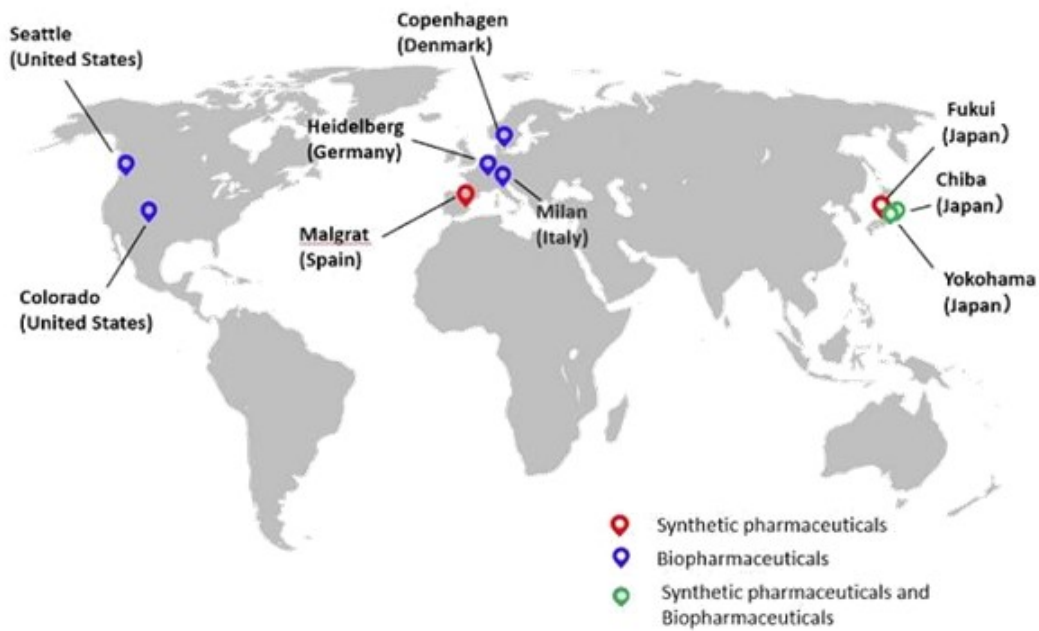 Seattle
(United States)
Copenhagen
(Denmark)
Heidelberg
(Germany)
Fukui
(Japan）
Chiba
(Japan）
Malgrat
(Spain)
Milan
(Italy)
Yokohama
(Japan）
Colorado
(United States)
Synthetic pharmaceuticals
Biopharmaceuticals
Synthetic pharmaceuticals and
Biopharmaceuticals